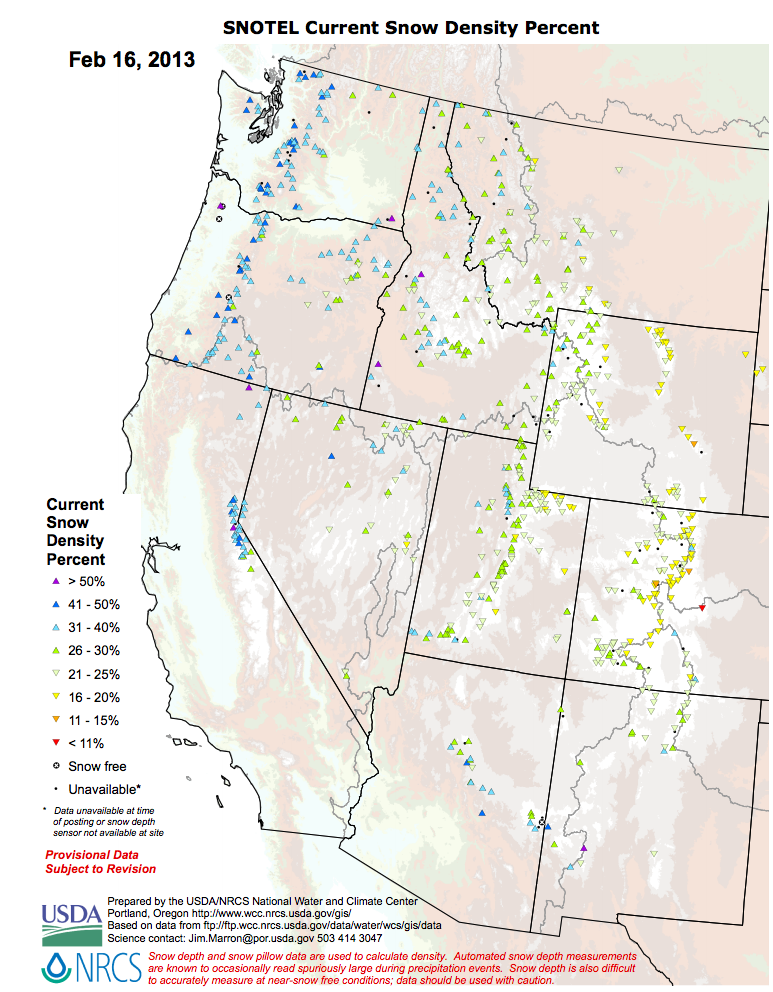 SNOTEL Current Snow Density Percent
Feb 16, 2013
Current
Snow
Density
Percent
> 50%
41 - 50%
31 - 40%
26 - 30%
21 - 25%
16 - 20%
11 - 15%
< 11%
Snow free
Unavailable*
* Data unavailable at time
of posting or snow depth
sensor not available at site
Provisional Data
Subject to Revision
USDA
Prepared by the USDA/NRCS National Water and Climate Center
Portland, Oregon http://www.wcc.nrcs.usda.gov/gis/
Based on data from ftp://ftp.wcc.nrcs.usda.gov/data/water/wcs/gis/data
Science contact: Jim.Marron@por.usda.gov 503 414 3047
NRCS
Snow depth and snow pillow data are used to calculate density. Automated snow depth measurements
are known to occasionally read spuriously large during precipitation events. Snow depth is also difficult
to accurately measure at near-snow free conditions; data should be used with caution.